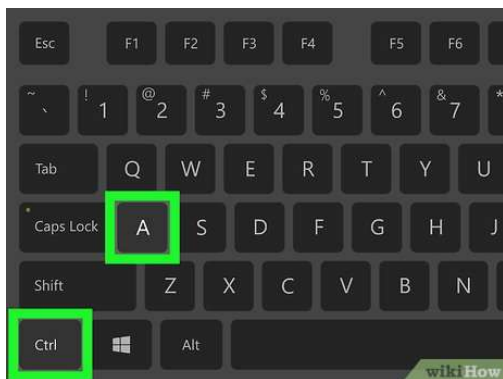 Esc F1 F2 F3 F4 F5 F6
~ ` ! 1 @ 2 # 3 $ 4 % 5 ^ 6 & 7 *
Tab Q W E R T Y U
Caps Lock A S D F G H J
Shift Z X C V B N
Ctrl Alt
wikiHow